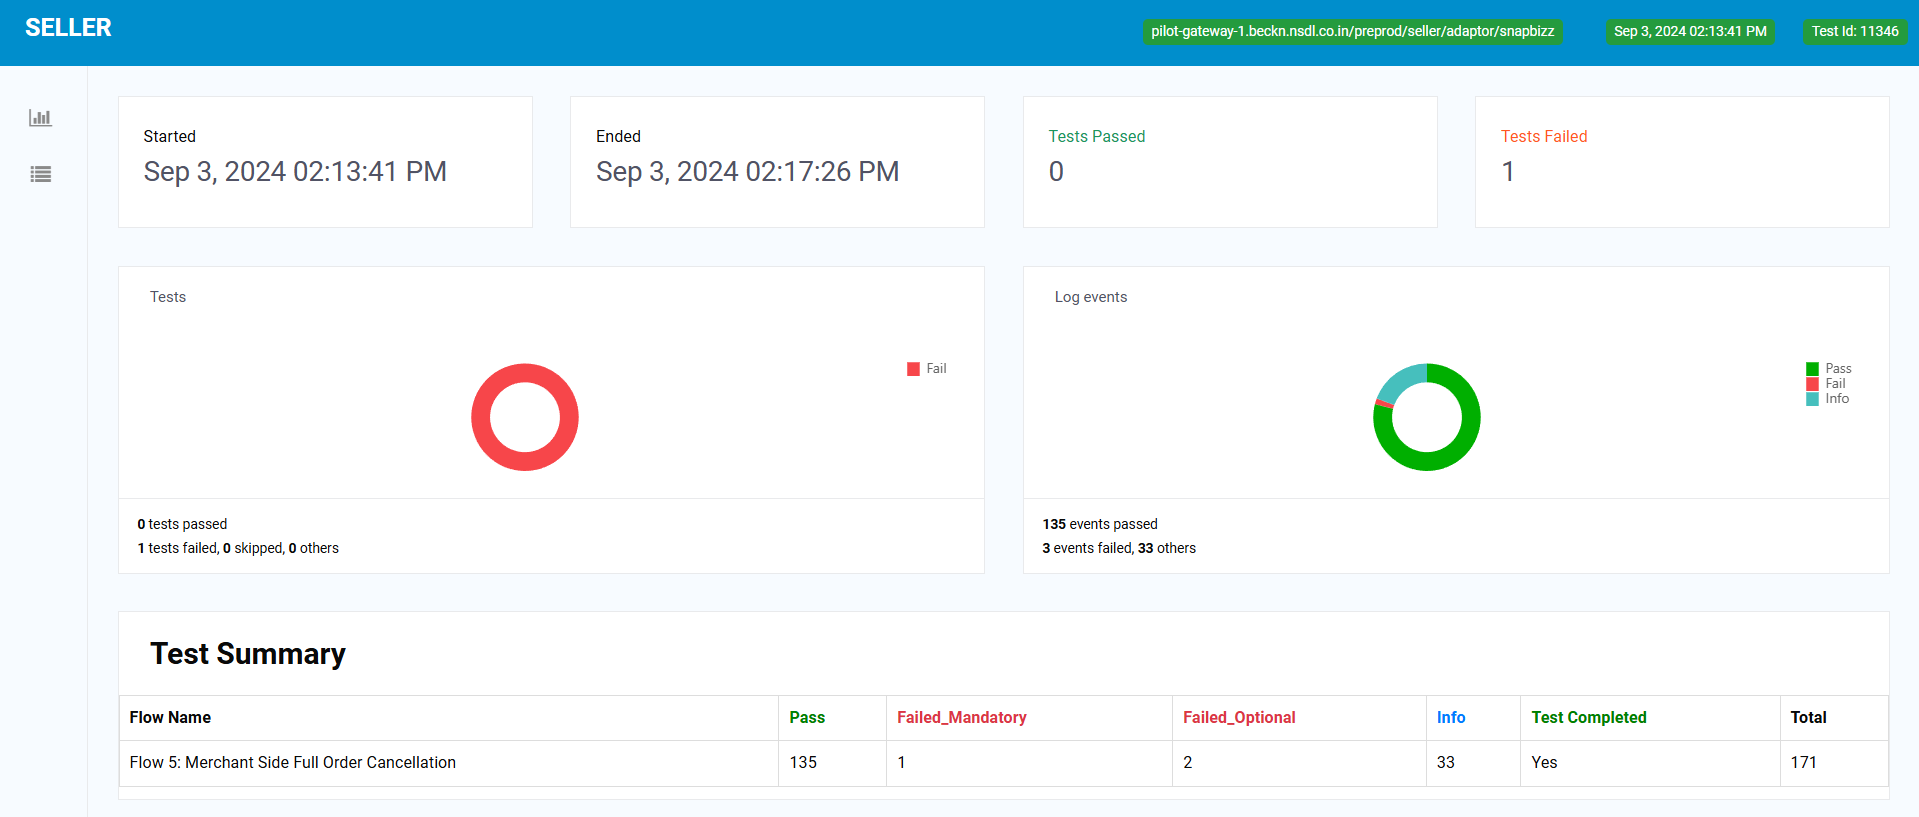 SELLER
pilot-gateway-1.beckn.nsdl.co.in/preprod/seller/adaptor/snapbizz
Sep 3, 2024 02:13:41 PM
Test Id: 11346
Started
Sep 3, 2024 02:13:41 PM
Ended
Sep 3, 2024 02:17:26 PM
Tests Passed
0
Tests Failed
1
Tests
Fail
0 tests passed
1 tests failed, 0 skipped, 0 others
Log events
Pass
Fail
Info
135 events passed
3 events failed, 33 others
Test Summary
Flow Name Pass Failed_Mandatory Failed_Optional Info Test Completed Total
Flow 5: Merchant Side Full Order Cancellation 135 1 2 33 Yes 171